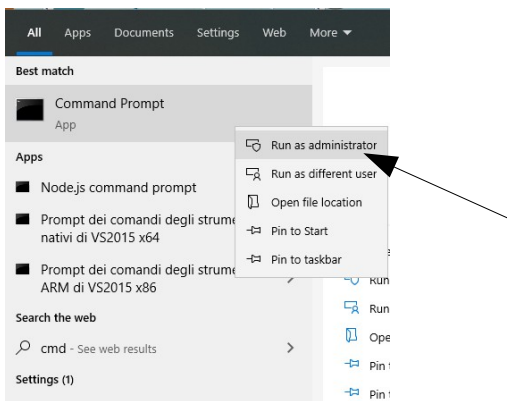 All Apps Documents Settings Web More
Best match
Command Prompt
App
Run as administrator
Apps
Run as different user
Node.js command prompt
Open file location
Prompt dei comandi degli strume
nativi di VS2015 x64
Pin to Start
Pin to taskbar
Prompt dei comandi degli strume
ARM di VS2015 x86
Run
Search the web
Run
cmd - See web results
Ope
Settings (1)
Pin
Pin